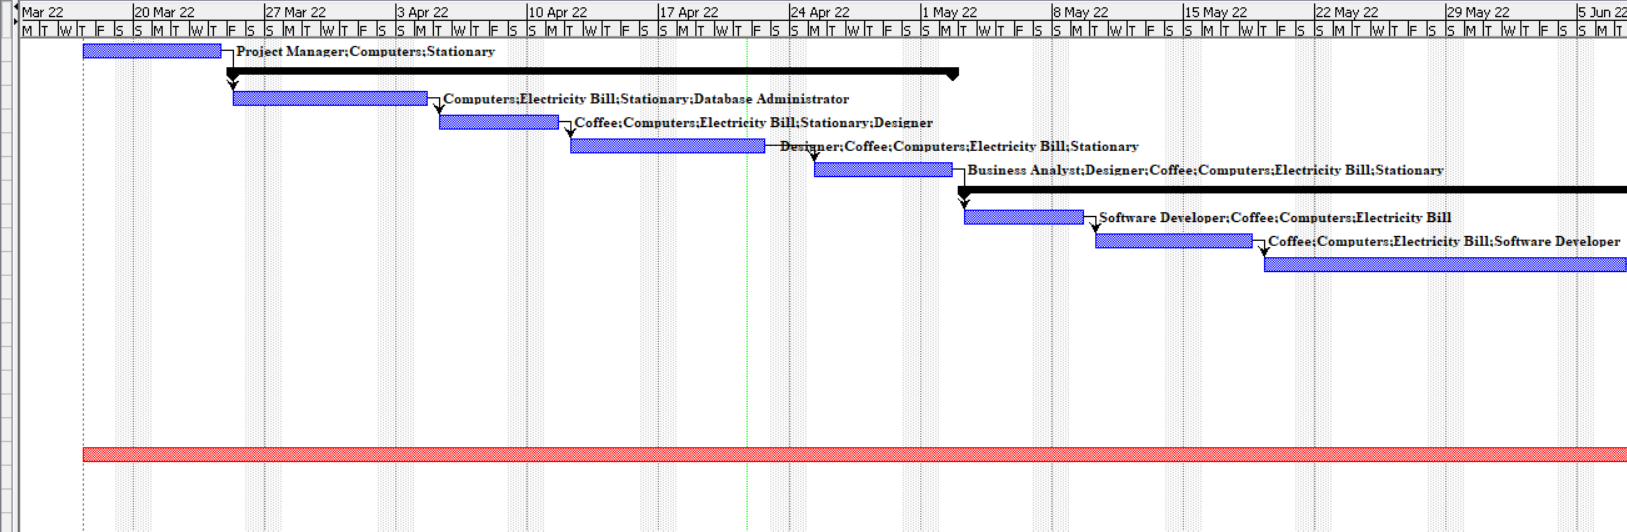 Mar 22 20 Mar 22 27 Mar 22 3 Apr 22 10 Apr 22 17 Apr 22 24 Apr 22 1 May 22 8 May 22 15 May 22 22 May 22 29 May 22 5 Jun 22
M T W T F S S M T W T F S S M T W T F S S M T W T F S S M T W T F S S M T W T F S S M T W T F S S M T W T F S S M T W T F S S M T W T F S S M T W T F S S M T W T F S S M T
Project Manager;Computers;Stationary
Computers;Electricity Bill;Stationary;Database Administrator
Coffee;Computers;Electricity Bill;Stationary;Designer
Designer;Coffee;Computers;Electricity Bill;Stationary
Business Analyst;Designer;Coffee;Computers;Electricity Bill;Stationary
Software Developer;Coffee;Computers;Electricity Bill
Coffee;Computers;Electricity Bill;Software Developer